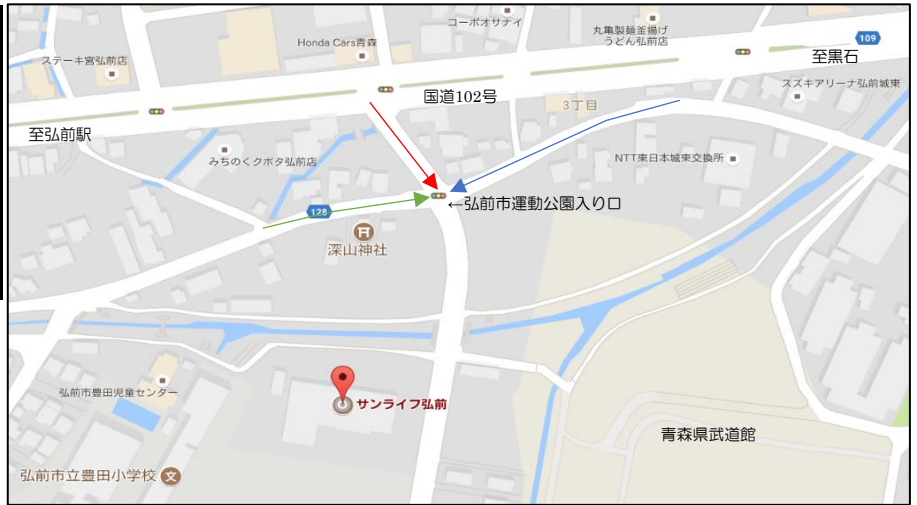 コーポオサナイ
丸亀製麺釜揚げ
うどん弘前店
109
Honda Cars青森
至黒石
ステーキ宮弘前店
スズキアリーナ弘前城東
国道102号
3丁目
至弘前駅
みちのくクボタ弘前店
NTT東日本城東交換所
←弘前市運動公園入り口
128
深山神社
弘前市豊田児童センター
サンライフ弘前
青森県武道館
弘前市立豊田小学校
文